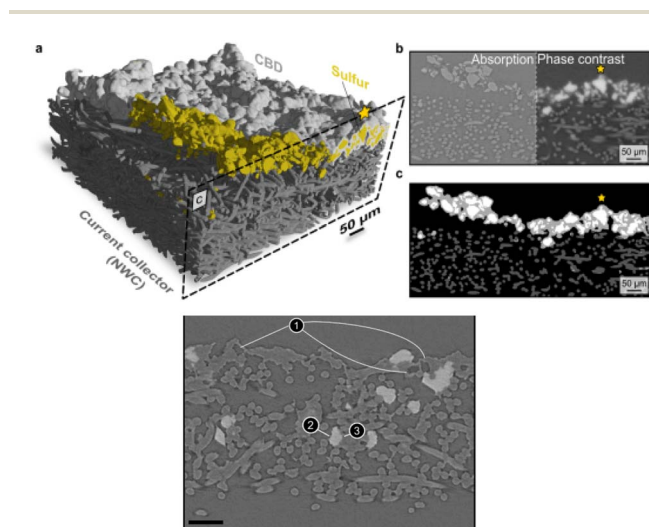 a
CBD
Sulfur
C
Current collector
(NWC)
50 µm
b
Absorption Phase contrast
50 µm
c
50 µm
1
2
3